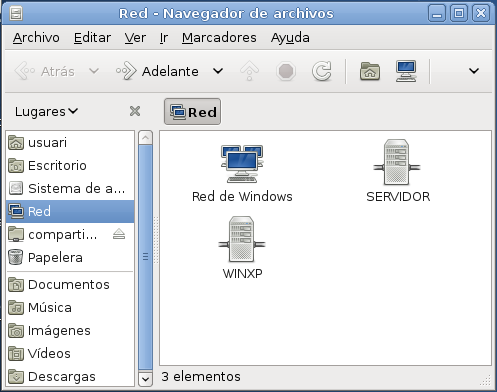 Red - Navegador de archivos
Archivo Editar Ver Ir Marcadores Ayuda
Atrás Adelante
Lugares Red
usuari
Escritorio
Sistema de a...
Red
comparti...
Papelera
Documentos
Música
Imágenes
Vídeos
Descargas
Red de Windows SERVIDOR
WINXP
3 elementos